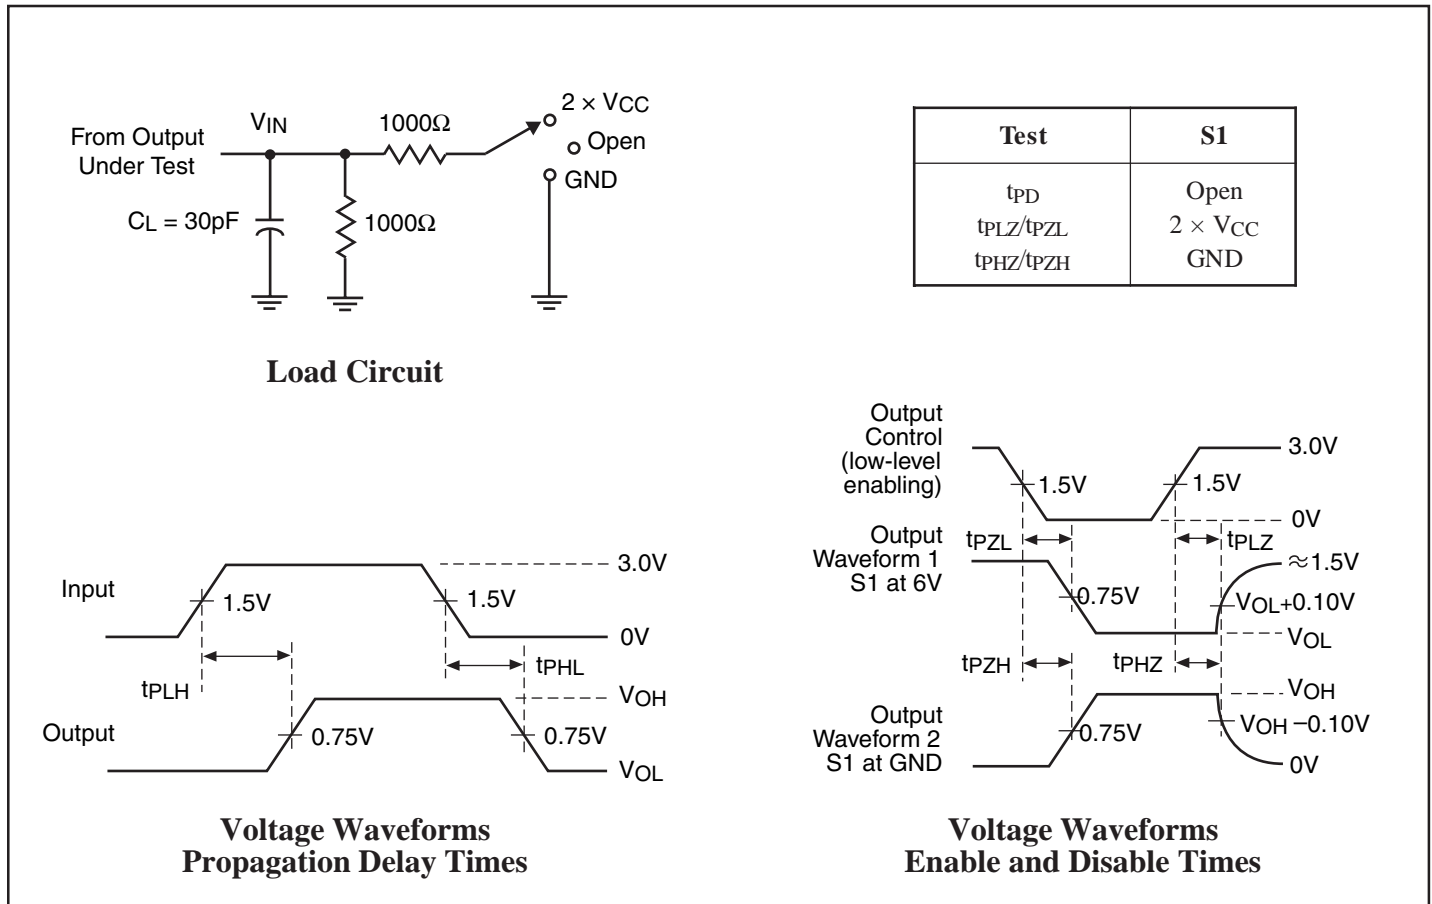 2 × VCC
VIN
1000Ω
From Output
Under Test
Open
GND
CL = 30pF
1000Ω
Load Circuit
Test S1
tPD Open
tPLZ/tPZL 2 × VCC
tPHZ/tPZH GND
Input
1.5V
1.5V
3.0V
0V
tPLH
tPHL
Output
0.75V
0.75V
VOH
VOL
Voltage Waveforms
Propagation Delay Times
Output
Control
(low-level
enabling)
1.5V
1.5V
3.0V
0V
Output
Waveform 1
S1 at 6V
tPZL
tPLZ
0.75V
≈1.5V
VOL+0.10V
VOL
tPZH
tPHZ
Output
Waveform 2
S1 at GND
0.75V
VOH
VOH –0.10V
0V
Voltage Waveforms
Enable and Disable Times